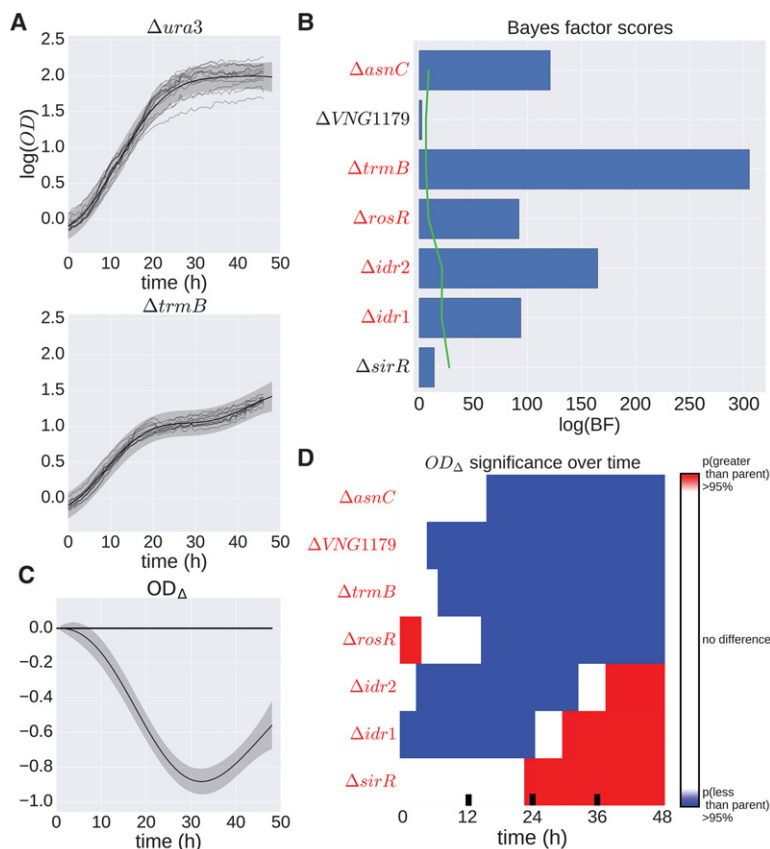 A
Δura3
log(OD)
2.5
2.0
1.5
1.0
0.5
0.0
0 10 20 30 40 50
time (h)
ΔtrmB
2.5
2.0
1.5
1.0
0.5
0.0
0 10 20 30 40 50
time (h)
C
OD_Δ
0.0
−0.2
−0.4
−0.6
−0.8
−1.0
0 10 20 30 40 50
time (h)
B
Bayes factor scores
ΔasnC
ΔVNG1179
ΔtrmB
ΔrosR
Δidr2
Δidr1
ΔsirR
0 50 100 150 200 250 300
log(BF)
D
OD_Δ significance over time
ΔasnC
ΔVNG1179
ΔtrmB
ΔrosR
Δidr2
Δidr1
ΔsirR
0 12 24 36 48
time (h)
p(greater
than parent)
>95%
no difference
p(less
than parent)
>95%